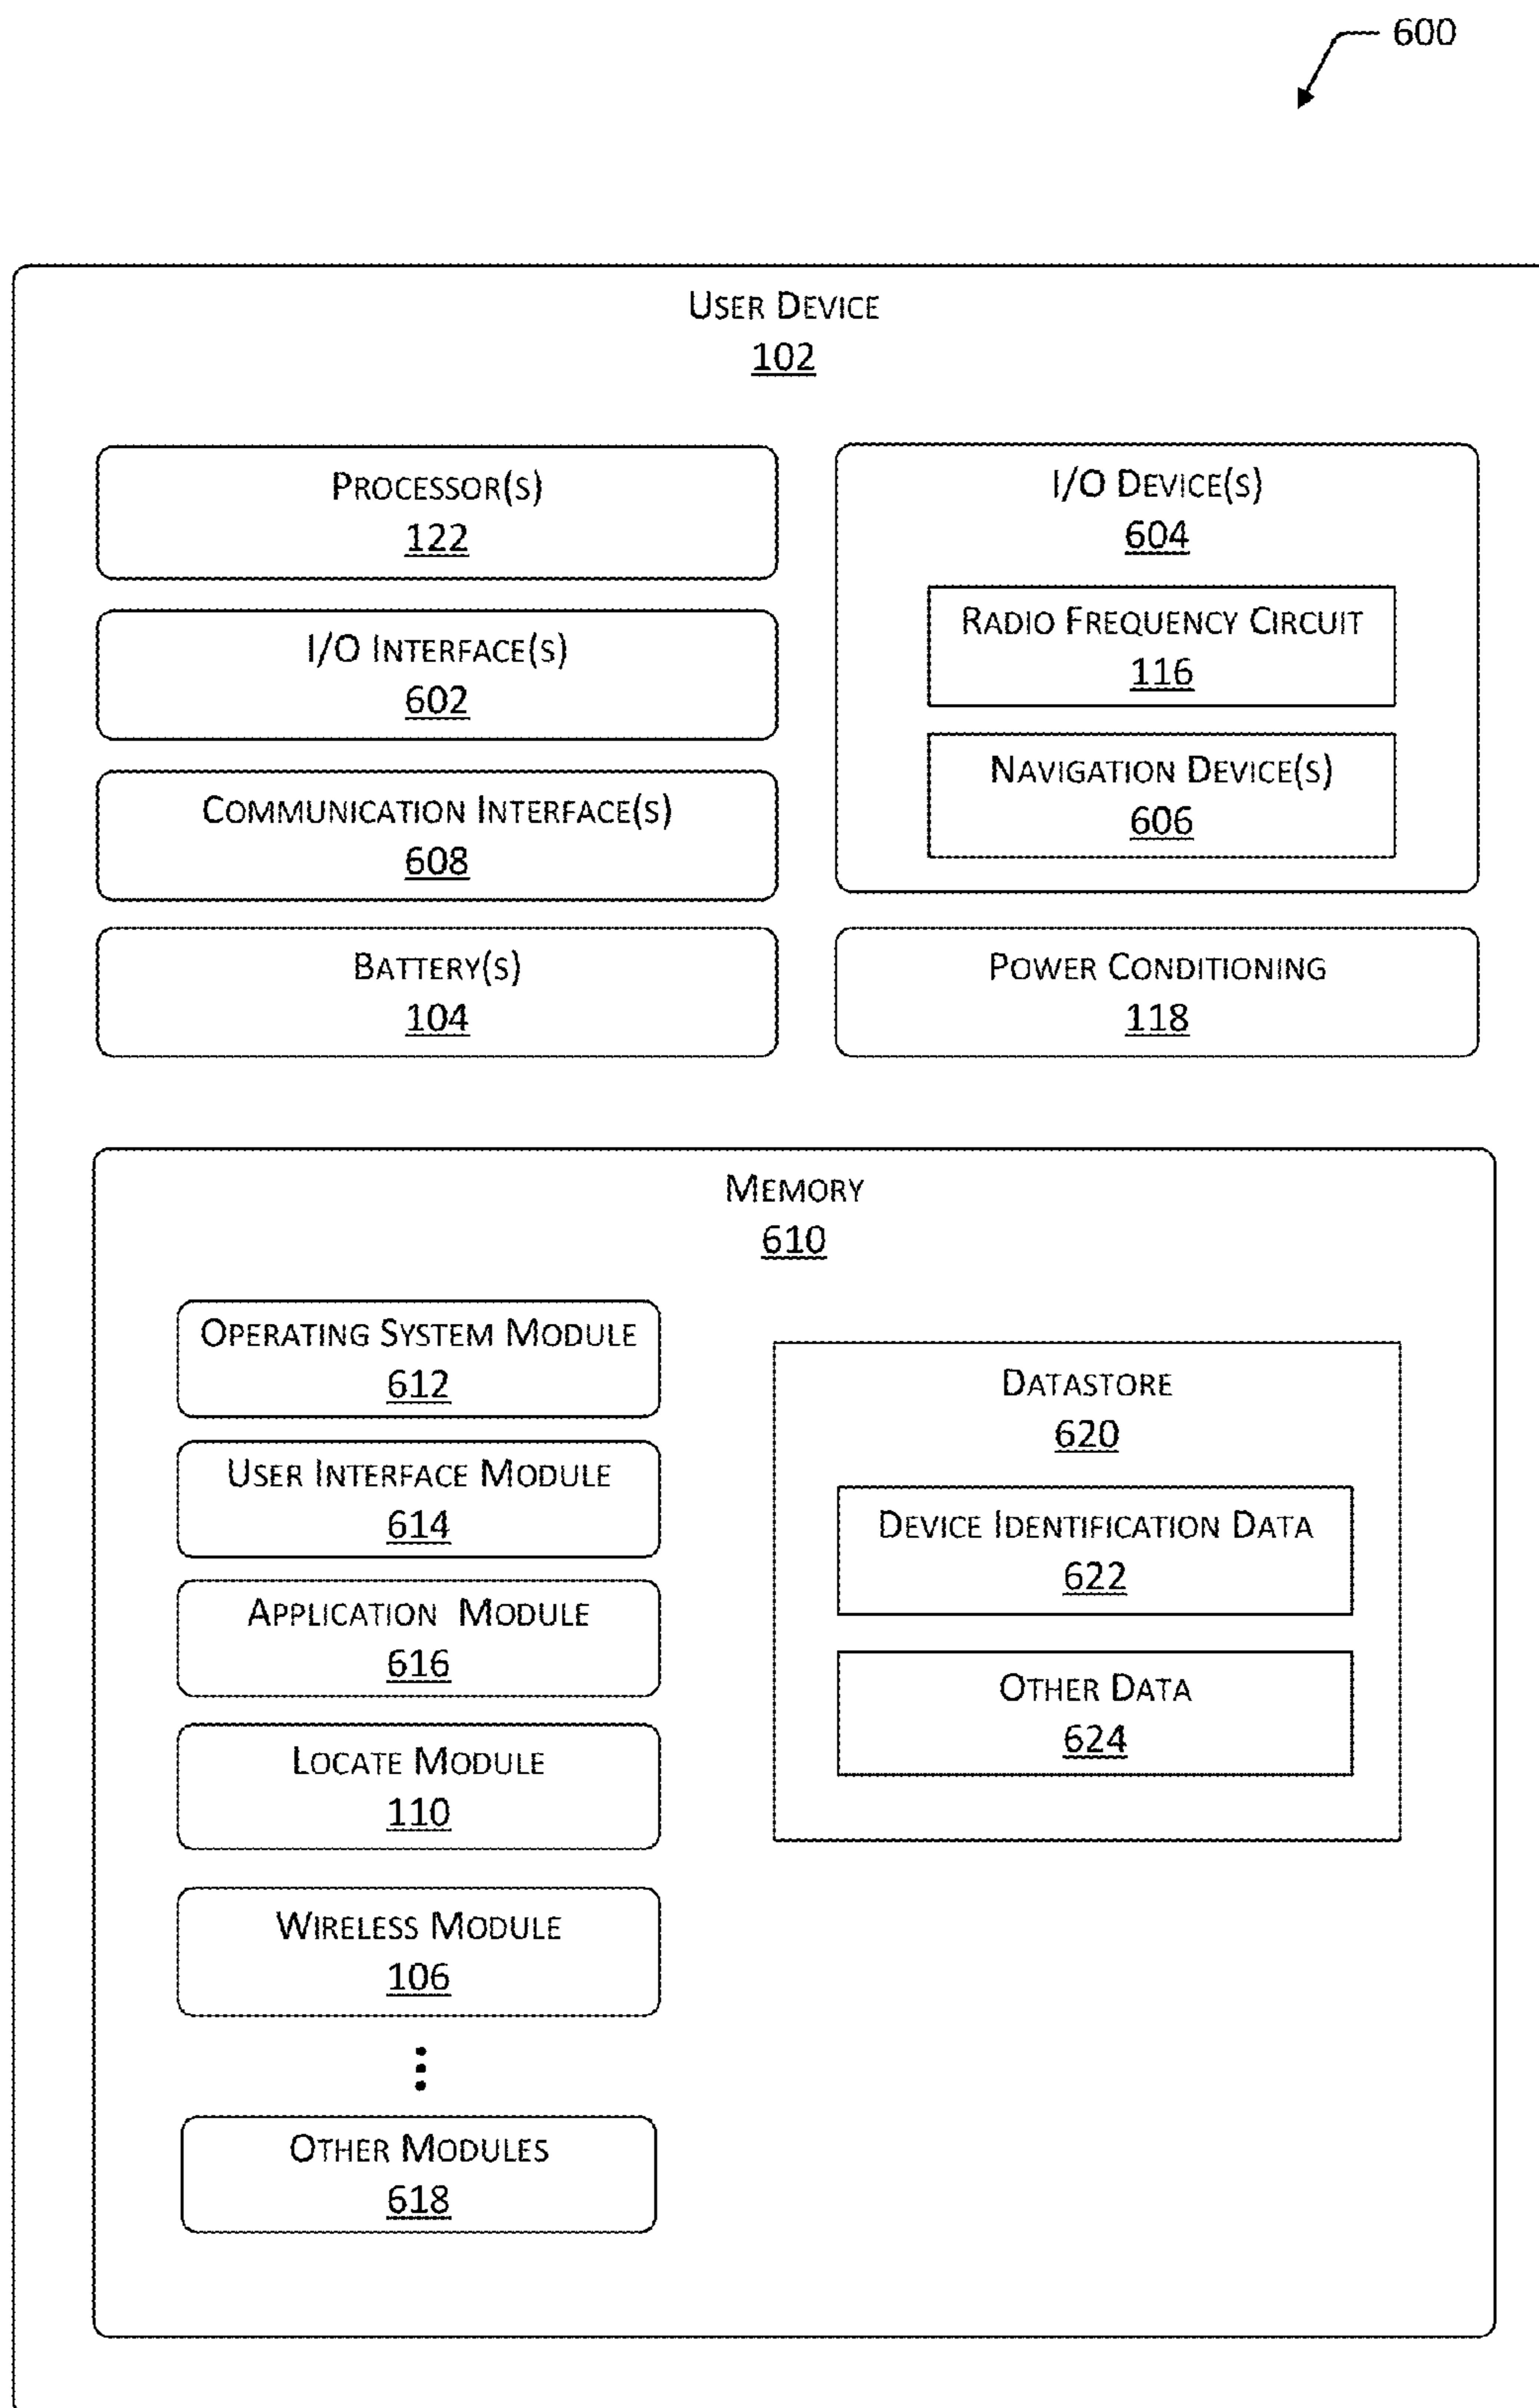 600
USER DEVICE
102
PROCESSOR(S)
122
I/O INTERFACE(S)
602
COMMUNICATION INTERFACE(S)
608
BATTERY(S)
104
I/O DEVICE(S)
604
RADIO FREQUENCY CIRCUIT
116
NAVIGATION DEVICE(S)
606
POWER CONDITIONING
118
MEMORY
610
OPERATING SYSTEM MODULE
612
USER INTERFACE MODULE
614
APPLICATION MODULE
616
LOCATE MODULE
110
WIRELESS MODULE
106
OTHER MODULES
618
DATASTORE
620
DEVICE IDENTIFICATION DATA
622
OTHER DATA
624